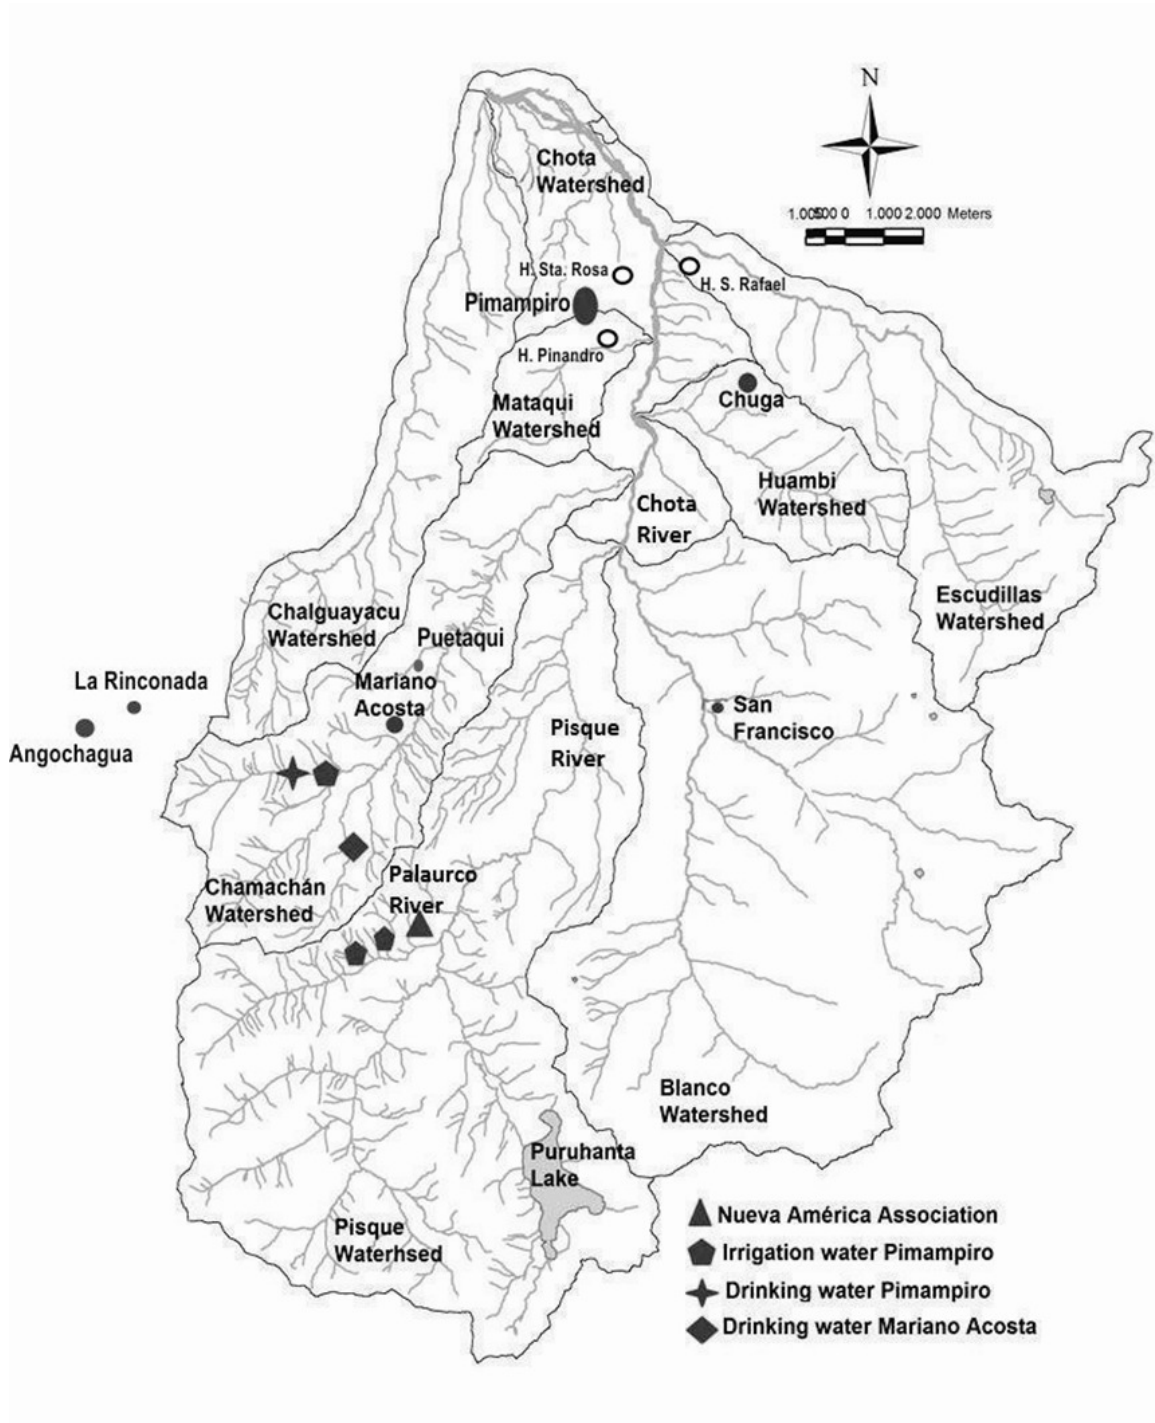 N
1.000 500 0 1.000 2.000 Meters
Chota
Watershed
H. Sta. Rosa
H. S. Rafael
Pimampiro
H. Pinandro
Chuga
Mataqui
Watershed
Huambi
Watershed
Chota
River
Escudillas
Watershed
Chalguayacu
Watershed
Puetaqui
La Rinconada
Mariano
Acosta
Angochagua
San
Francisco
Pisque
River
Palaurco
River
Chamachán
Watershed
Blanco
Watershed
Puruhanta
Lake
Pisque
Waterhsed
Nueva América Association
Irrigation water Pimampiro
Drinking water Pimampiro
Drinking water Mariano Acosta